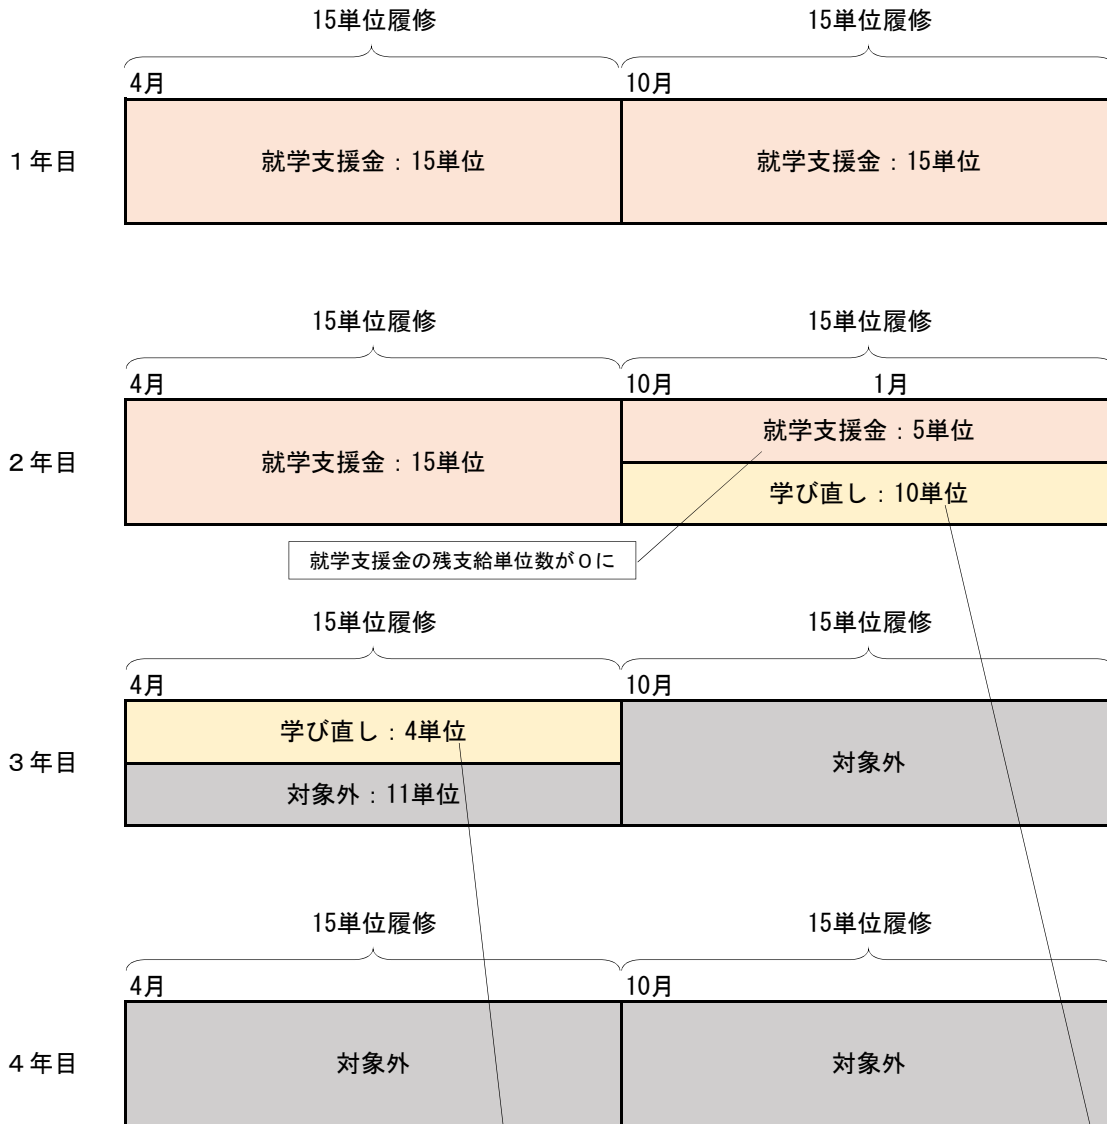 15単位履修 15単位履修
4月 10月
１年目 就学支援金：15単位 就学支援金：15単位
15単位履修 15単位履修
4月 10月 1月
２年目 就学支援金：15単位 就学支援金：5単位
学び直し：10単位
就学支援金の残支給単位数が０に
15単位履修 15単位履修
4月 10月
３年目 学び直し：4単位 対象外
対象外：11単位
15単位履修 15単位履修
4月 10月
４年目 対象外 対象外